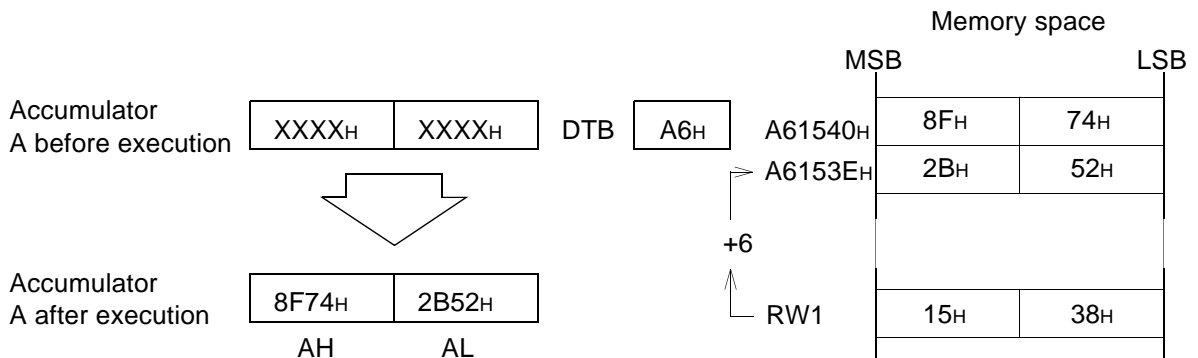 Memory space
MSB LSB
Accumulator
A before execution
XXXXH XXXXH DTB A6H A61540H 8FH 74H
A6153EH 2BH 52H
+6
Accumulator
A after execution
8F74H 2B52H RW1 15H 38H
AH AL